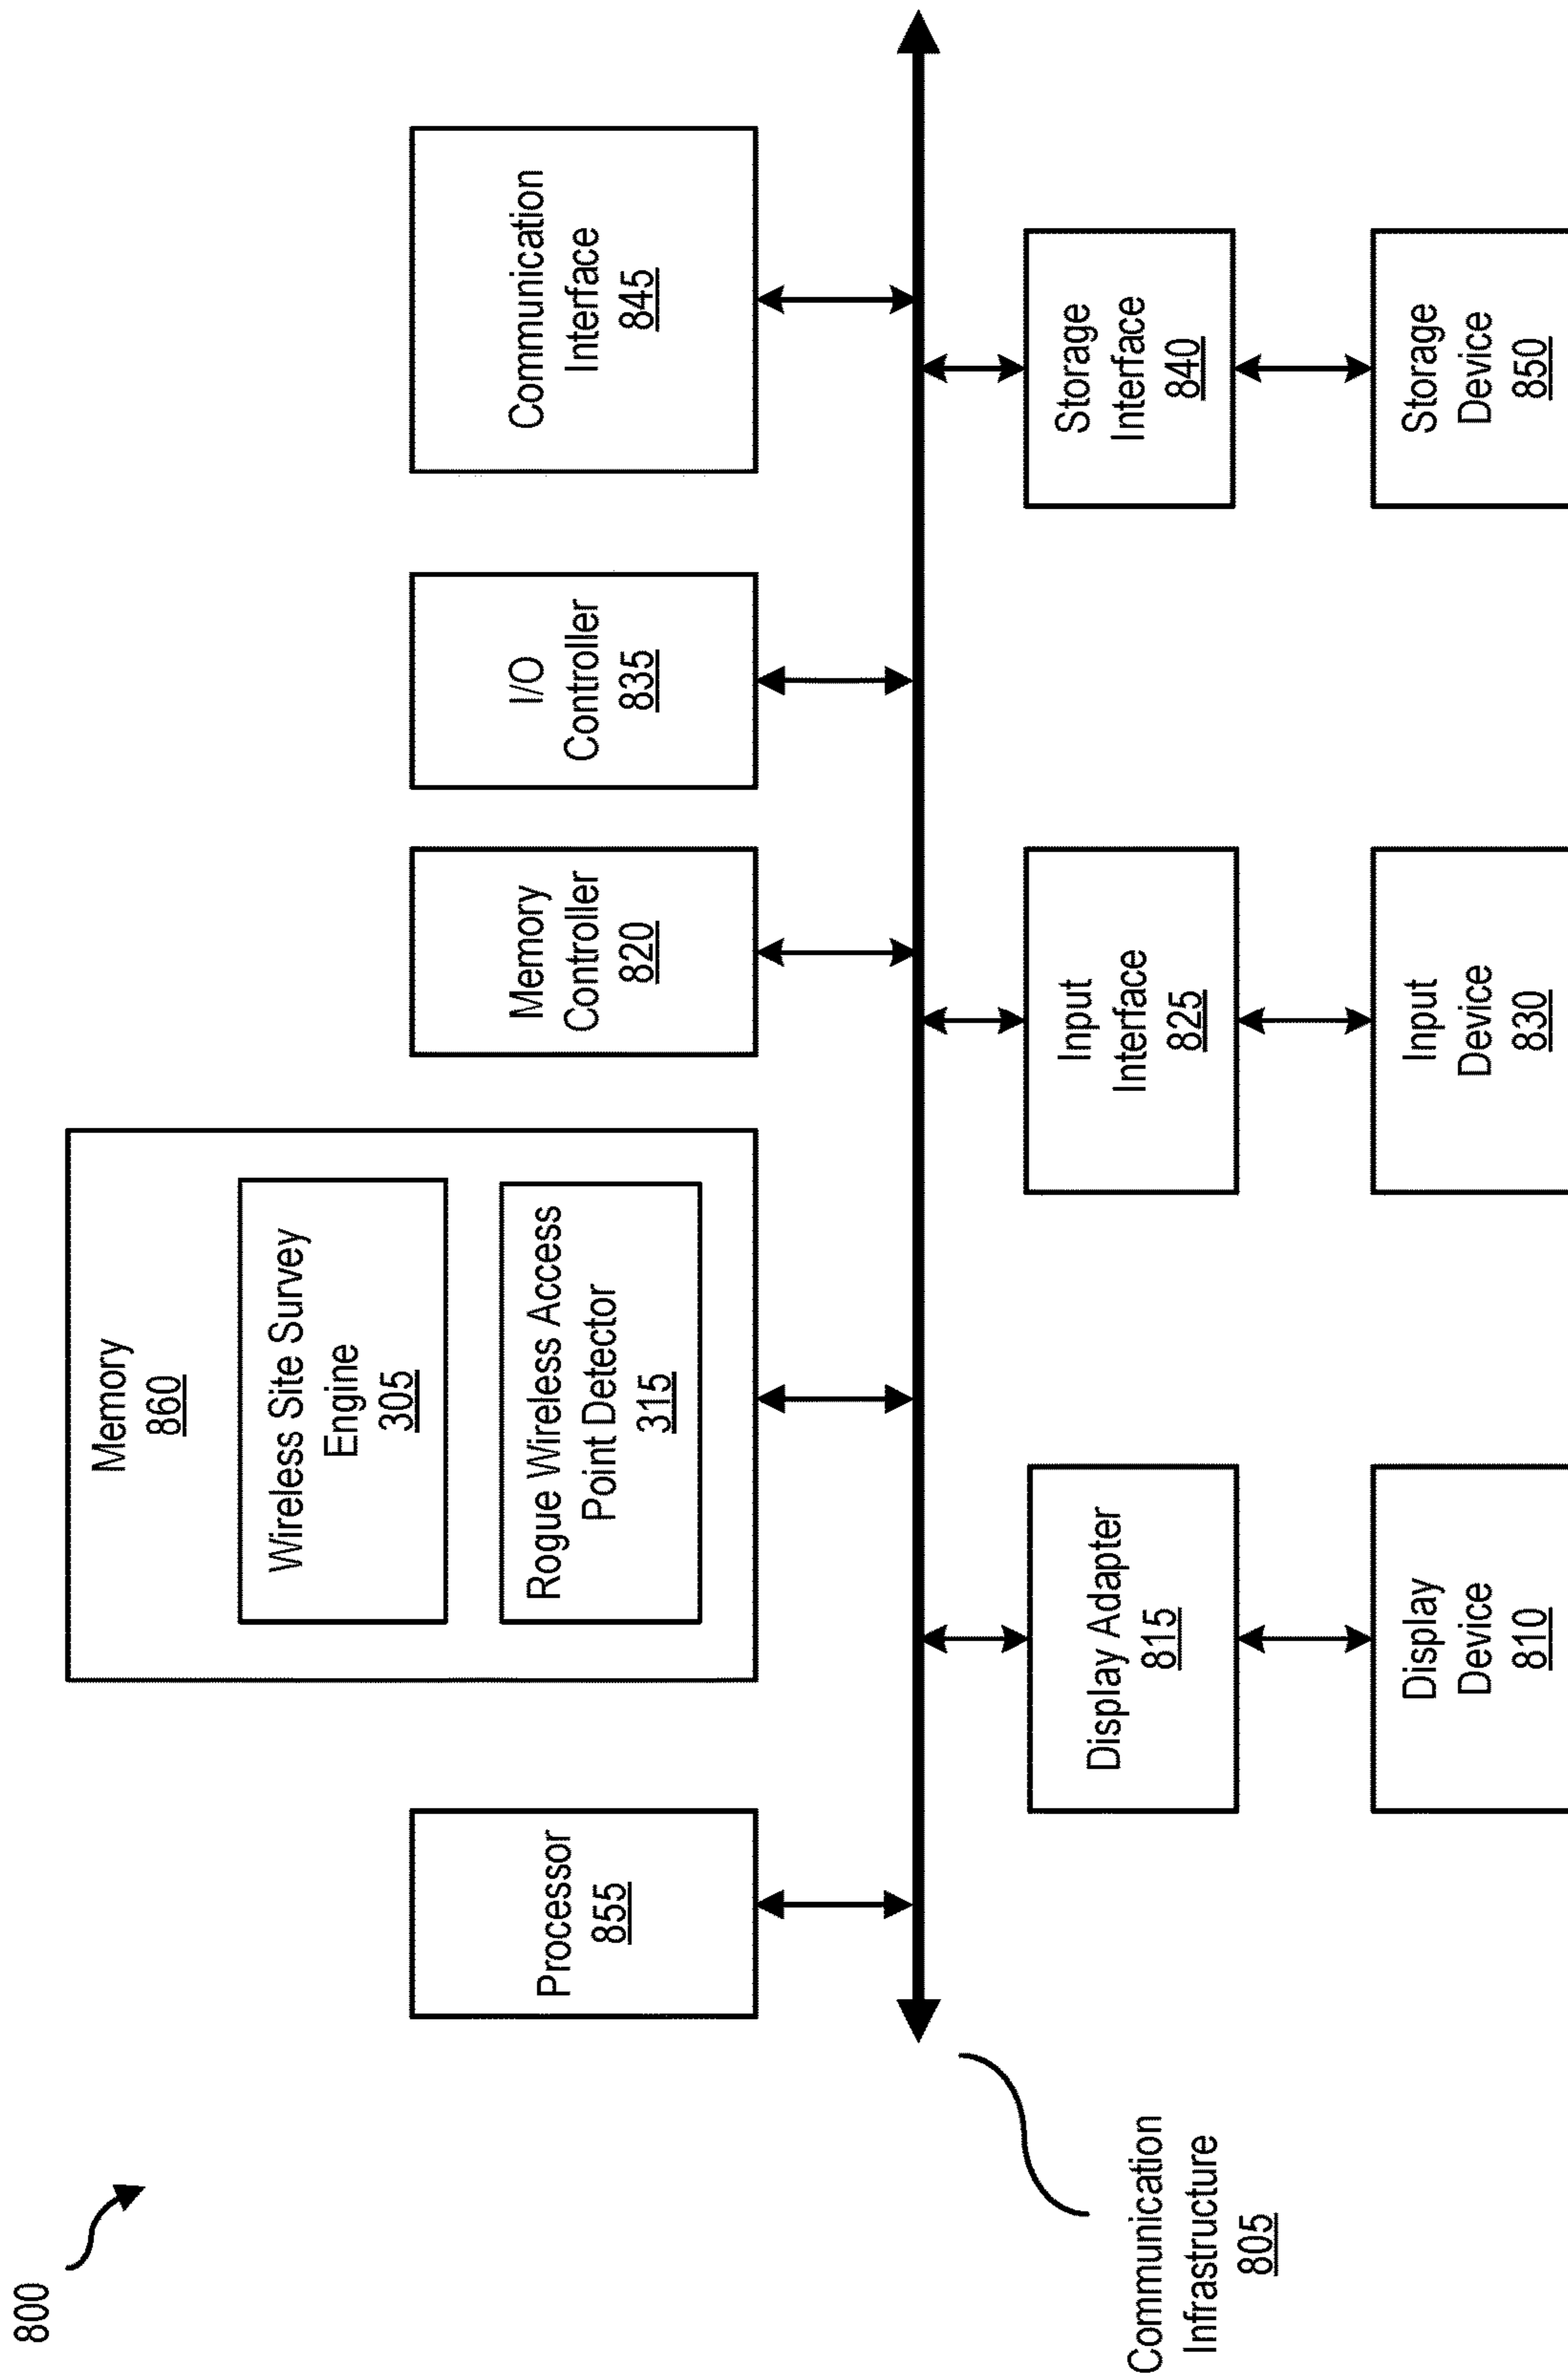 800
Memory
860
Wireless Site Survey
Engine
305
Rogue Wireless Access
Point Detector
315
Processor
855
Memory
Controller
820
I/O
Controller
835
Communication
Interface
845
Communication
Infrastructure
805
Display Adapter
815
Input
Interface
825
Storage
Interface
840
Display
Device
810
Input
Device
830
Storage
Device
850